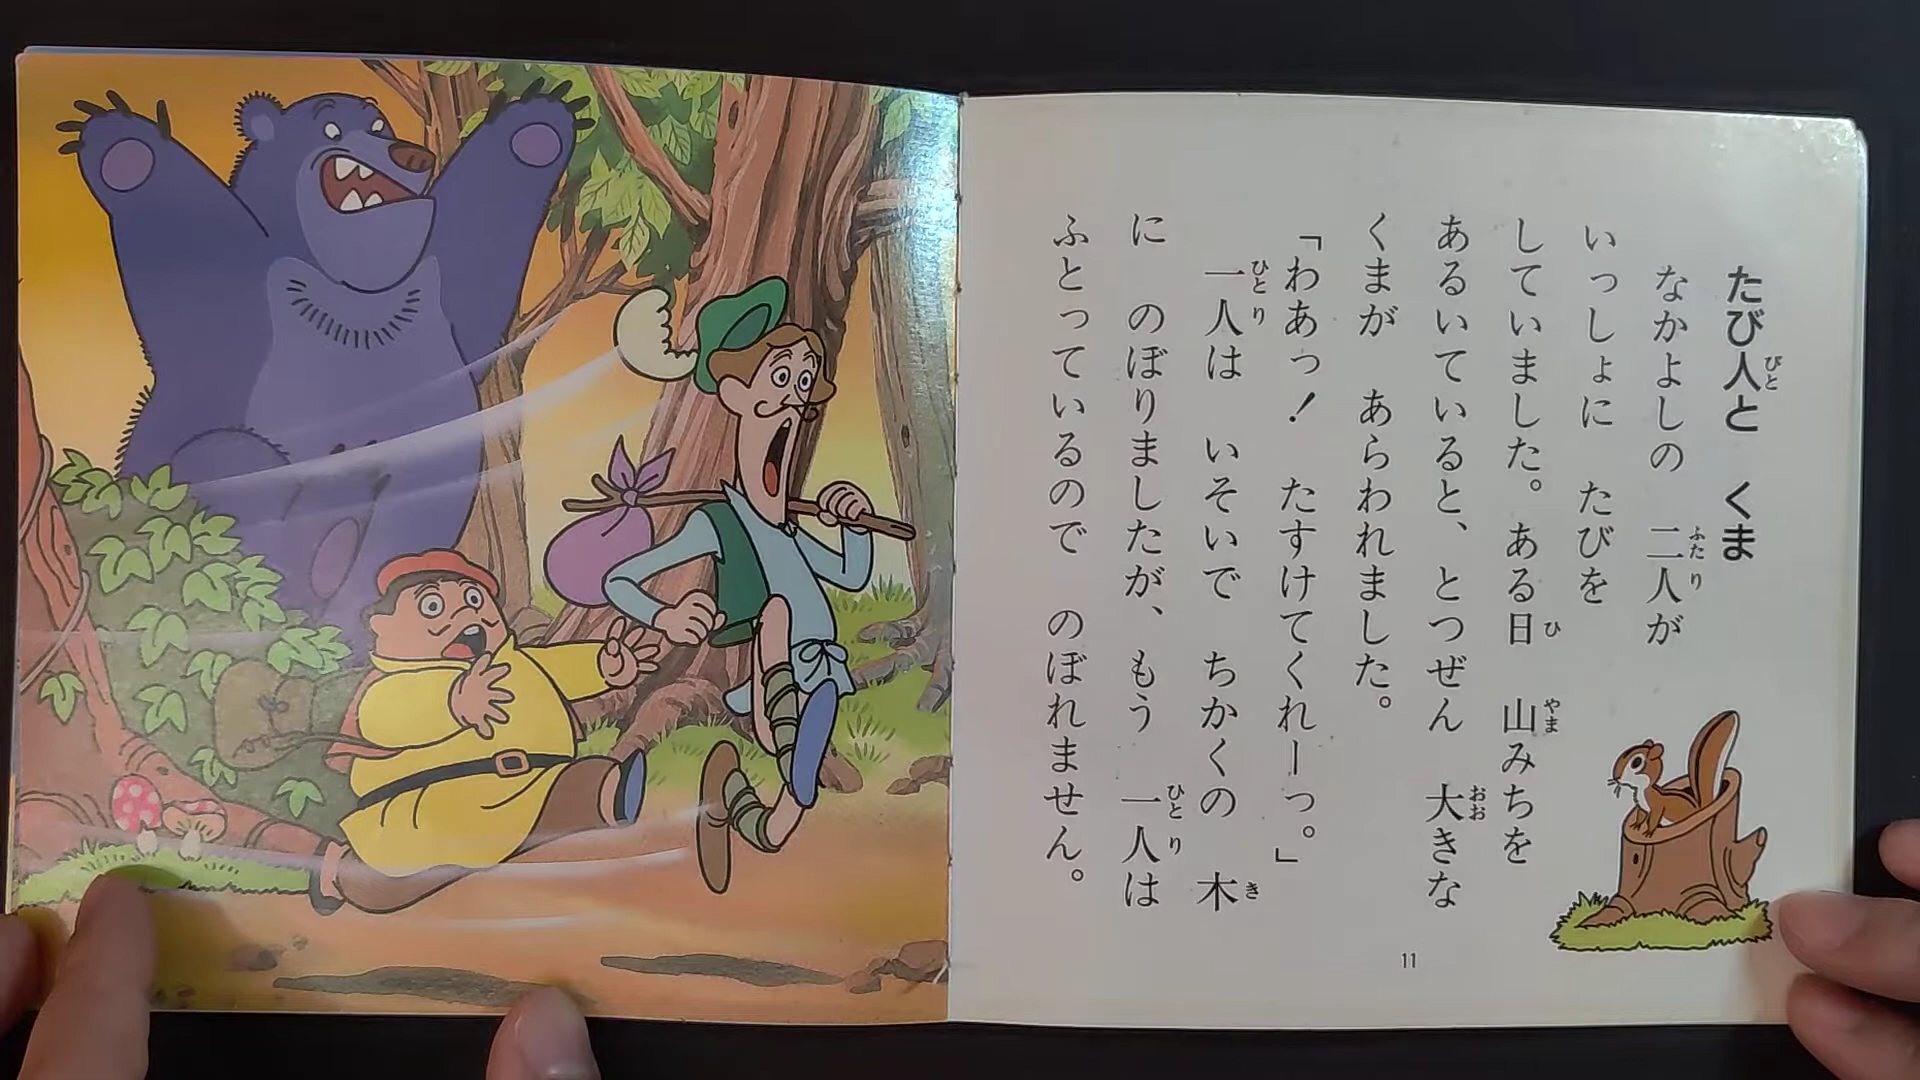 たび人と　くま
なかよしの　二人が
いっしょに　たびを
していました。ある日　山みちを
あるいていると、とつぜん　大きな
くまが　あらわれました。
「わあっ！　たすけてくれーっ。」
一人は　いそいで　ちかくの　木
に　のぼりましたが、もう　一人は
ふとっているので　のぼれません。
11